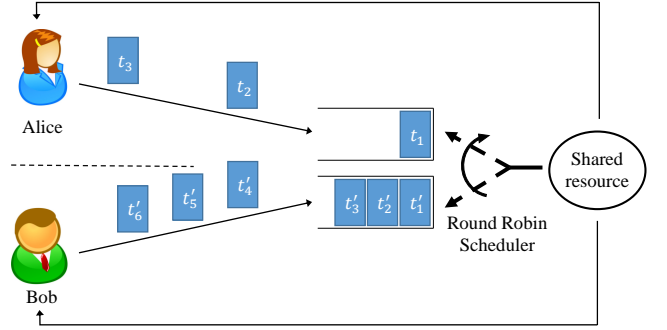 t₃
t₂
Alice
t₁
Shared
resource
t′₆
t′₅
t′₄
t′₃ t′₂ t′₁
Round Robin
Scheduler
Bob